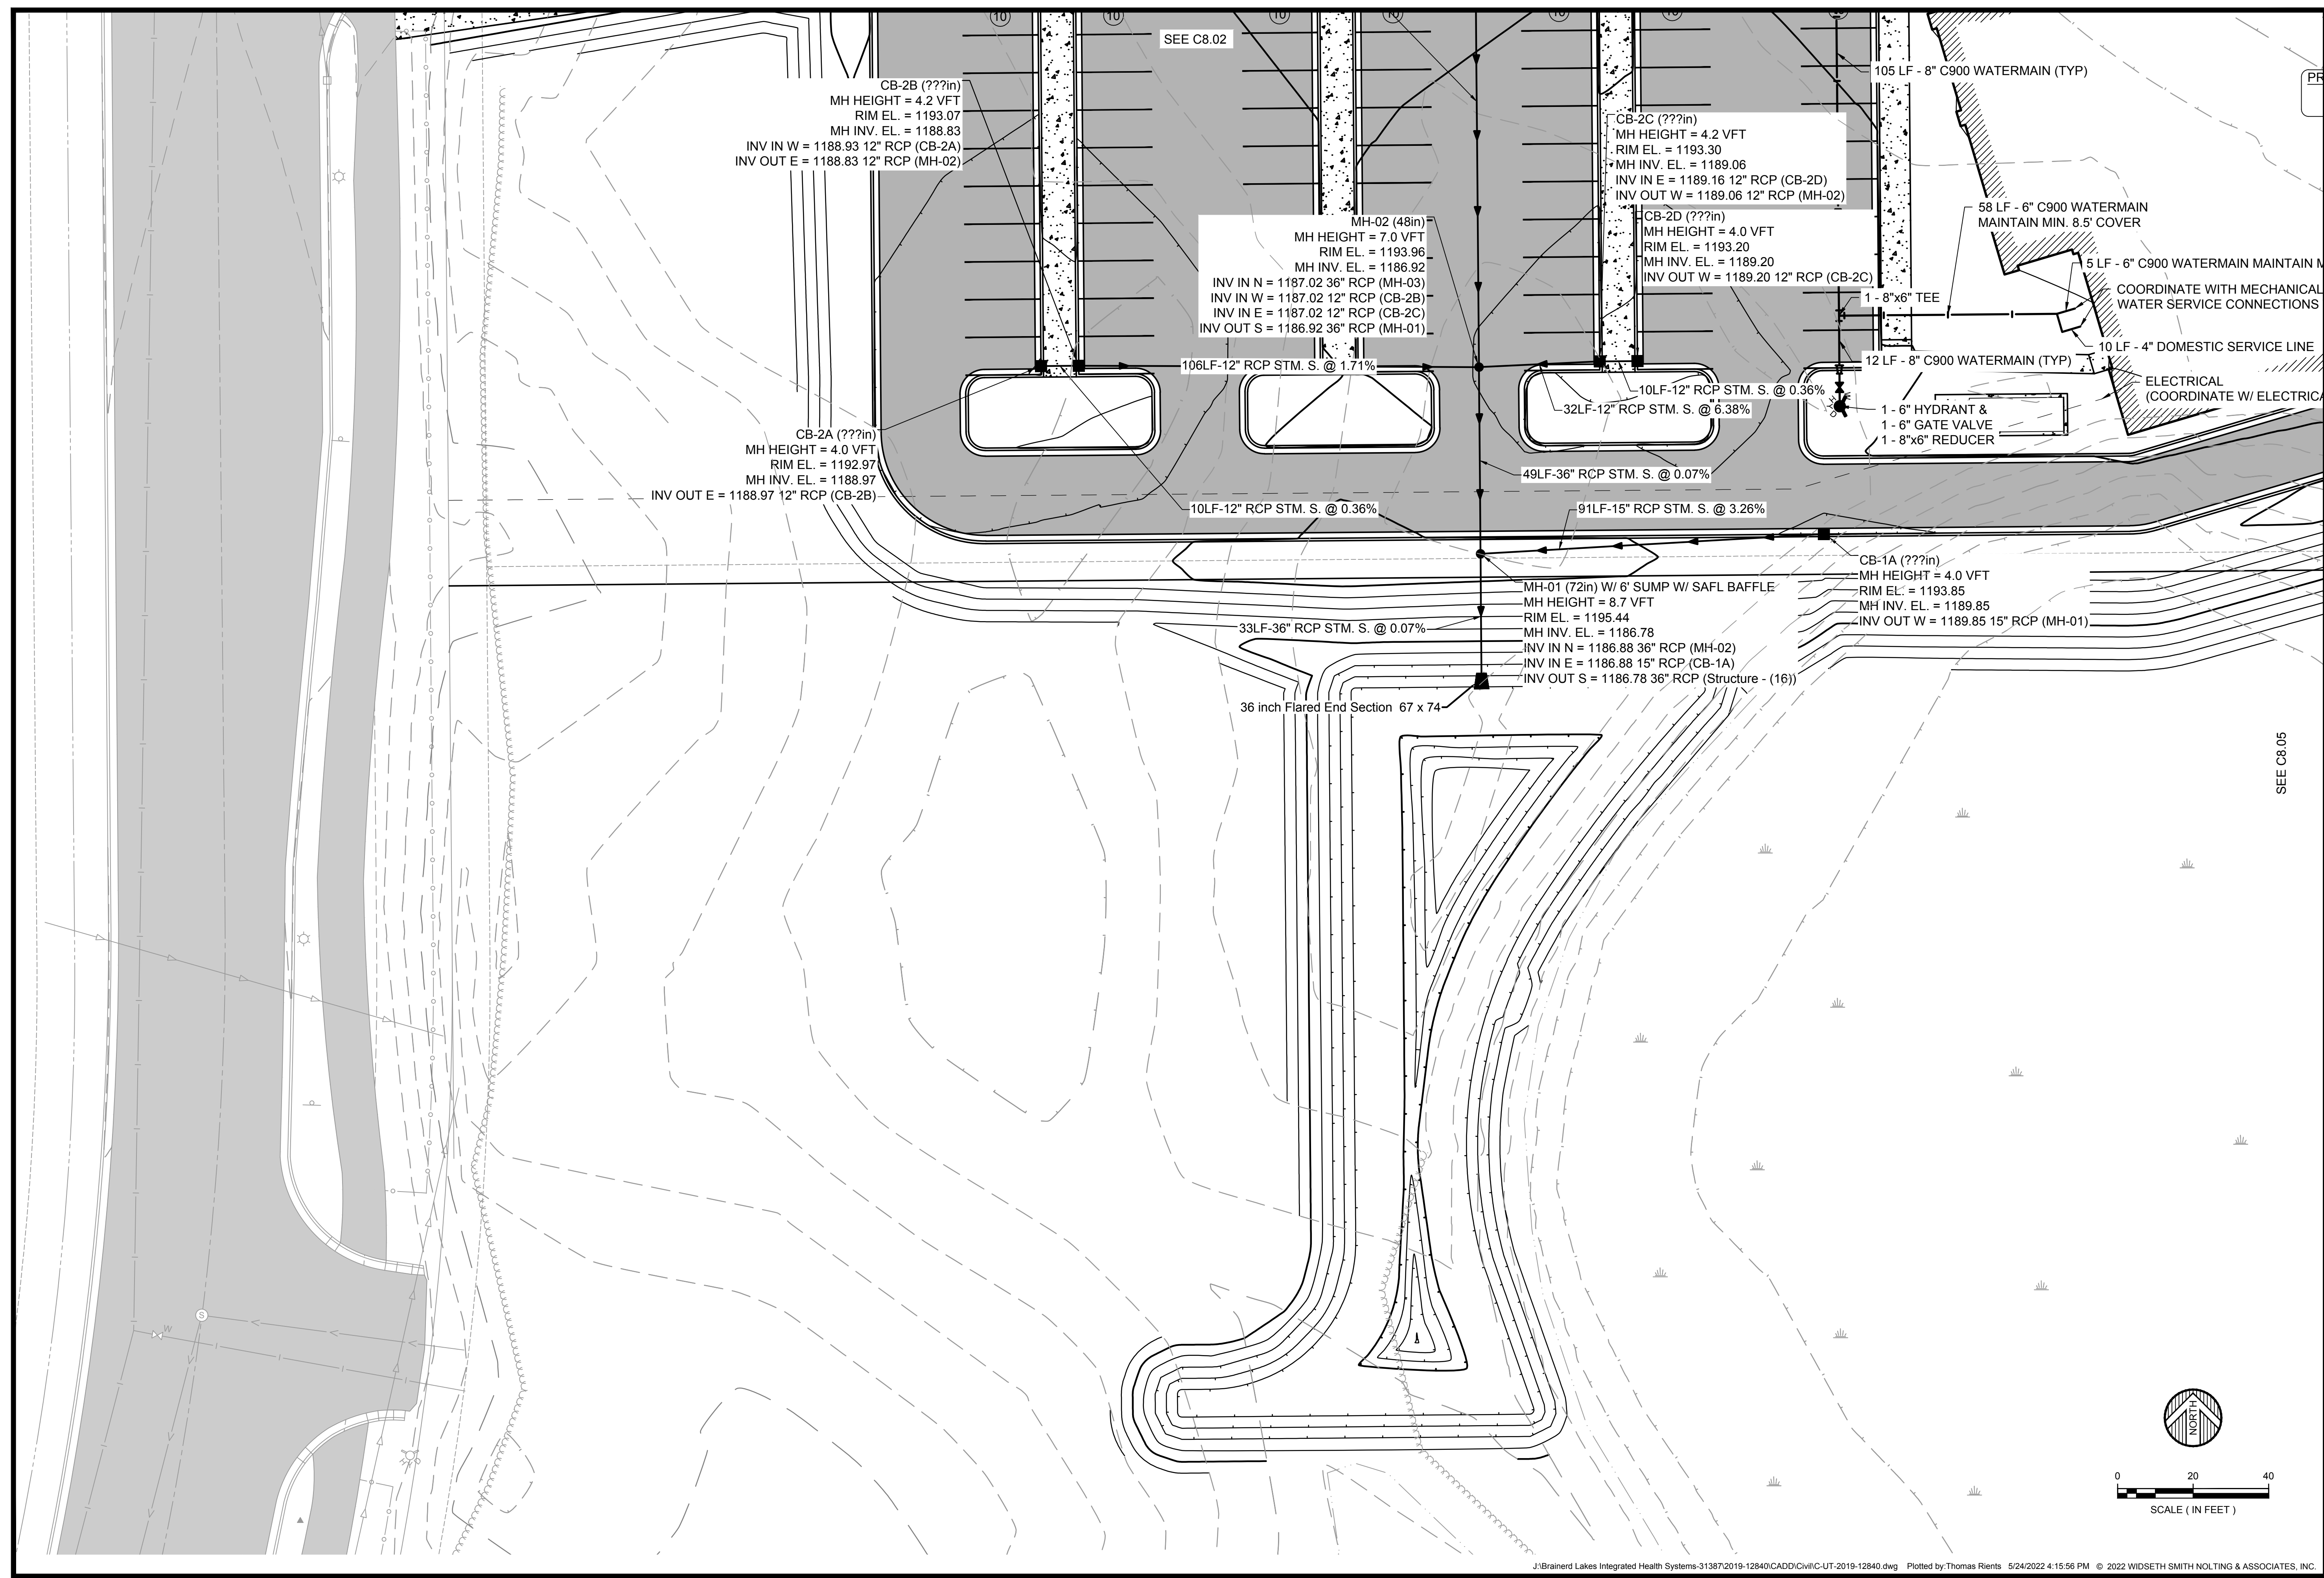 SEE C8.02
105 LF - 8" C900 WATERMAIN (TYP)
PR
CB-2B (???in)
MH HEIGHT = 4.2 VFT
RIM EL. = 1193.07
MH INV. EL. = 1188.83
INV IN W = 1188.93 12" RCP (CB-2A)
INV OUT E = 1188.83 12" RCP (MH-02)
CB-2C (???in)
MH HEIGHT = 4.2 VFT
RIM EL. = 1193.30
MH INV. EL. = 1189.06
INV IN E = 1189.16 12" RCP (CB-2D)
INV OUT W = 1189.06 12" RCP (MH-02)
58 LF - 6" C900 WATERMAIN
MAINTAIN MIN. 8.5' COVER
MH-02 (48in)
MH HEIGHT = 7.0 VFT
RIM EL. = 1193.96
MH INV. EL. = 1186.92
INV IN N = 1187.02 36" RCP (MH-03)
INV IN W = 1187.02 12" RCP (CB-2B)
INV IN E = 1187.02 12" RCP (CB-2C)
INV OUT S = 1186.92 36" RCP (MH-01)
CB-2D (???in)
MH HEIGHT = 4.0 VFT
RIM EL. = 1193.20
MH INV. EL. = 1189.20
INV OUT W = 1189.20 12" RCP (CB-2C)
5 LF - 6" C900 WATERMAIN MAINTAIN M
COORDINATE WITH MECHANICAL
WATER SERVICE CONNECTIONS
1 - 8"x6" TEE
10 LF - 4" DOMESTIC SERVICE LINE
12 LF - 8" C900 WATERMAIN (TYP)
106LF-12" RCP STM. S. @ 1.71%
10LF-12" RCP STM. S. @ 0.36%
32LF-12" RCP STM. S. @ 6.38%
ELECTRICAL
(COORDINATE W/ ELECTRICA
HYD
1 - 6" HYDRANT &
1 - 6" GATE VALVE
1 - 8"x6" REDUCER
CB-2A (???in)
MH HEIGHT = 4.0 VFT
RIM EL. = 1192.97
MH INV. EL. = 1188.97
INV OUT E = 1188.97 12" RCP (CB-2B)
49LF-36" RCP STM. S. @ 0.07%
10LF-12" RCP STM. S. @ 0.36%
91LF-15" RCP STM. S. @ 3.26%
CB-1A (???in)
MH HEIGHT = 4.0 VFT
RIM EL. = 1193.85
MH INV. EL. = 1189.85
INV OUT W = 1189.85 15" RCP (MH-01)
MH-01 (72in) W/ 6' SUMP W/ SAFL BAFFLE
MH HEIGHT = 8.7 VFT
RIM EL. = 1195.44
MH INV. EL. = 1186.78
INV IN N = 1186.88 36" RCP (MH-02)
INV IN E = 1186.88 15" RCP (CB-1A)
INV OUT S = 1186.78 36" RCP (Structure - (16))
33LF-36" RCP STM. S. @ 0.07%
36 inch Flared End Section 67 x 74
SEE C8.05
S
W
NORTH
0 20 40
SCALE ( IN FEET )
J:\Brainerd Lakes Integrated Health Systems-31387\2019-12840\CADD\Civil\C-UT-2019-12840.dwg Plotted by:Thomas Rients 5/24/2022 4:15:56 PM © 2022 WIDSETH SMITH NOLTING & ASSOCIATES, INC.